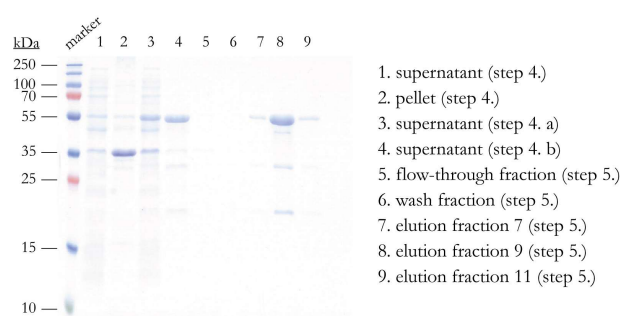 kDa marker 1 2 3 4 5 6 7 8 9
250
100
70
55
35
25
15
10
1. supernatant (step 4.)
2. pellet (step 4.)
3. supernatant (step 4. a)
4. supernatant (step 4. b)
5. flow-through fraction (step 5.)
6. wash fraction (step 5.)
7. elution fraction 7 (step 5.)
8. elution fraction 9 (step 5.)
9. elution fraction 11 (step 5.)